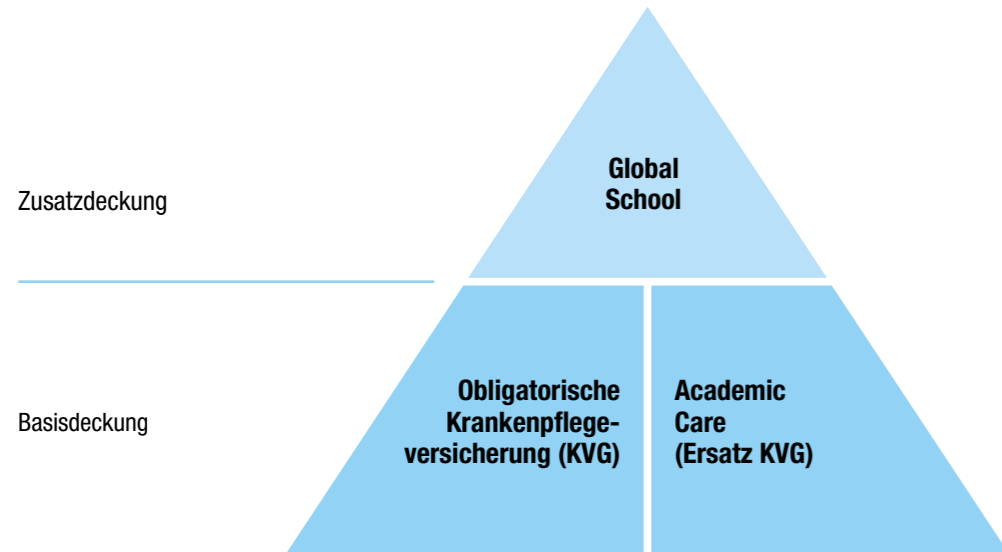 Global
School
Zusatzdeckung
Obligatorische
Krankenpflege-
versicherung (KVG)
Academic
Care
(Ersatz KVG)
Basisdeckung